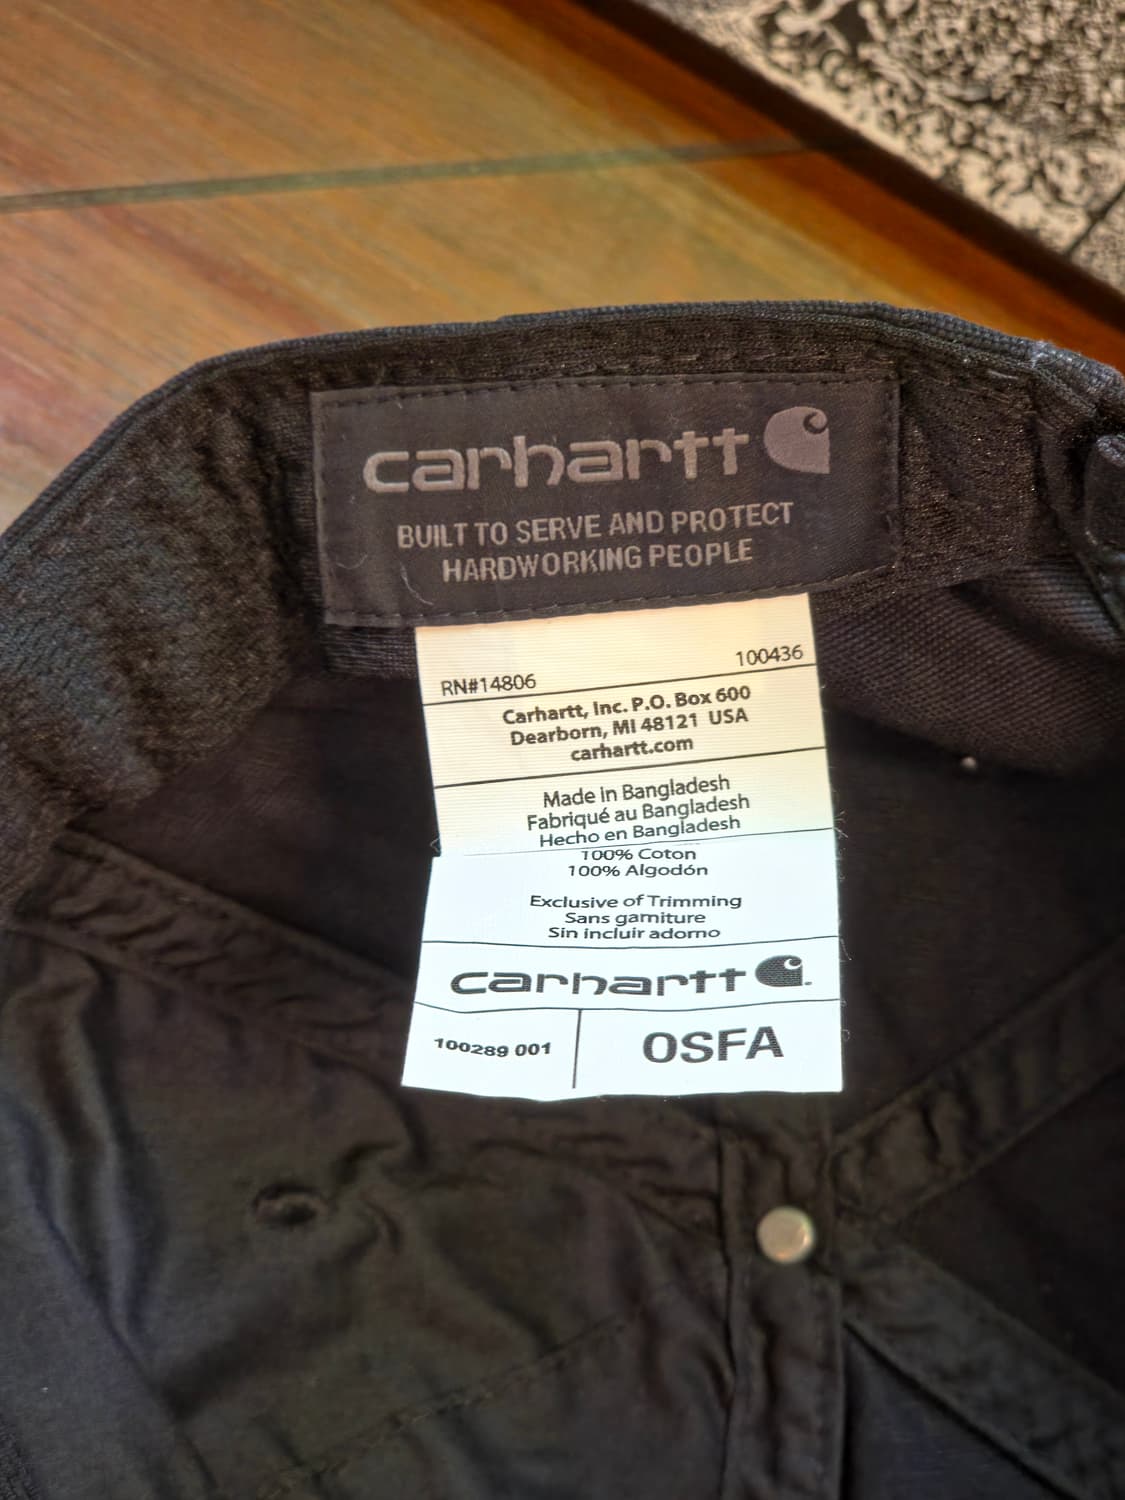 carhartt
BUILT TO SERVE AND PROTECT
HARDWORKING PEOPLE
RN#14806 100436
Carhartt, Inc. P.O. Box 600
Dearborn, MI 48121 USA
carhartt.com
Made in Bangladesh
Fabriqué au Bangladesh
Hecho en Bangladesh
100% Coton
100% Algodón
Exclusive of Trimming
Sans garniture
Sin incluir adorno
carhartt
100289 001 OSFA